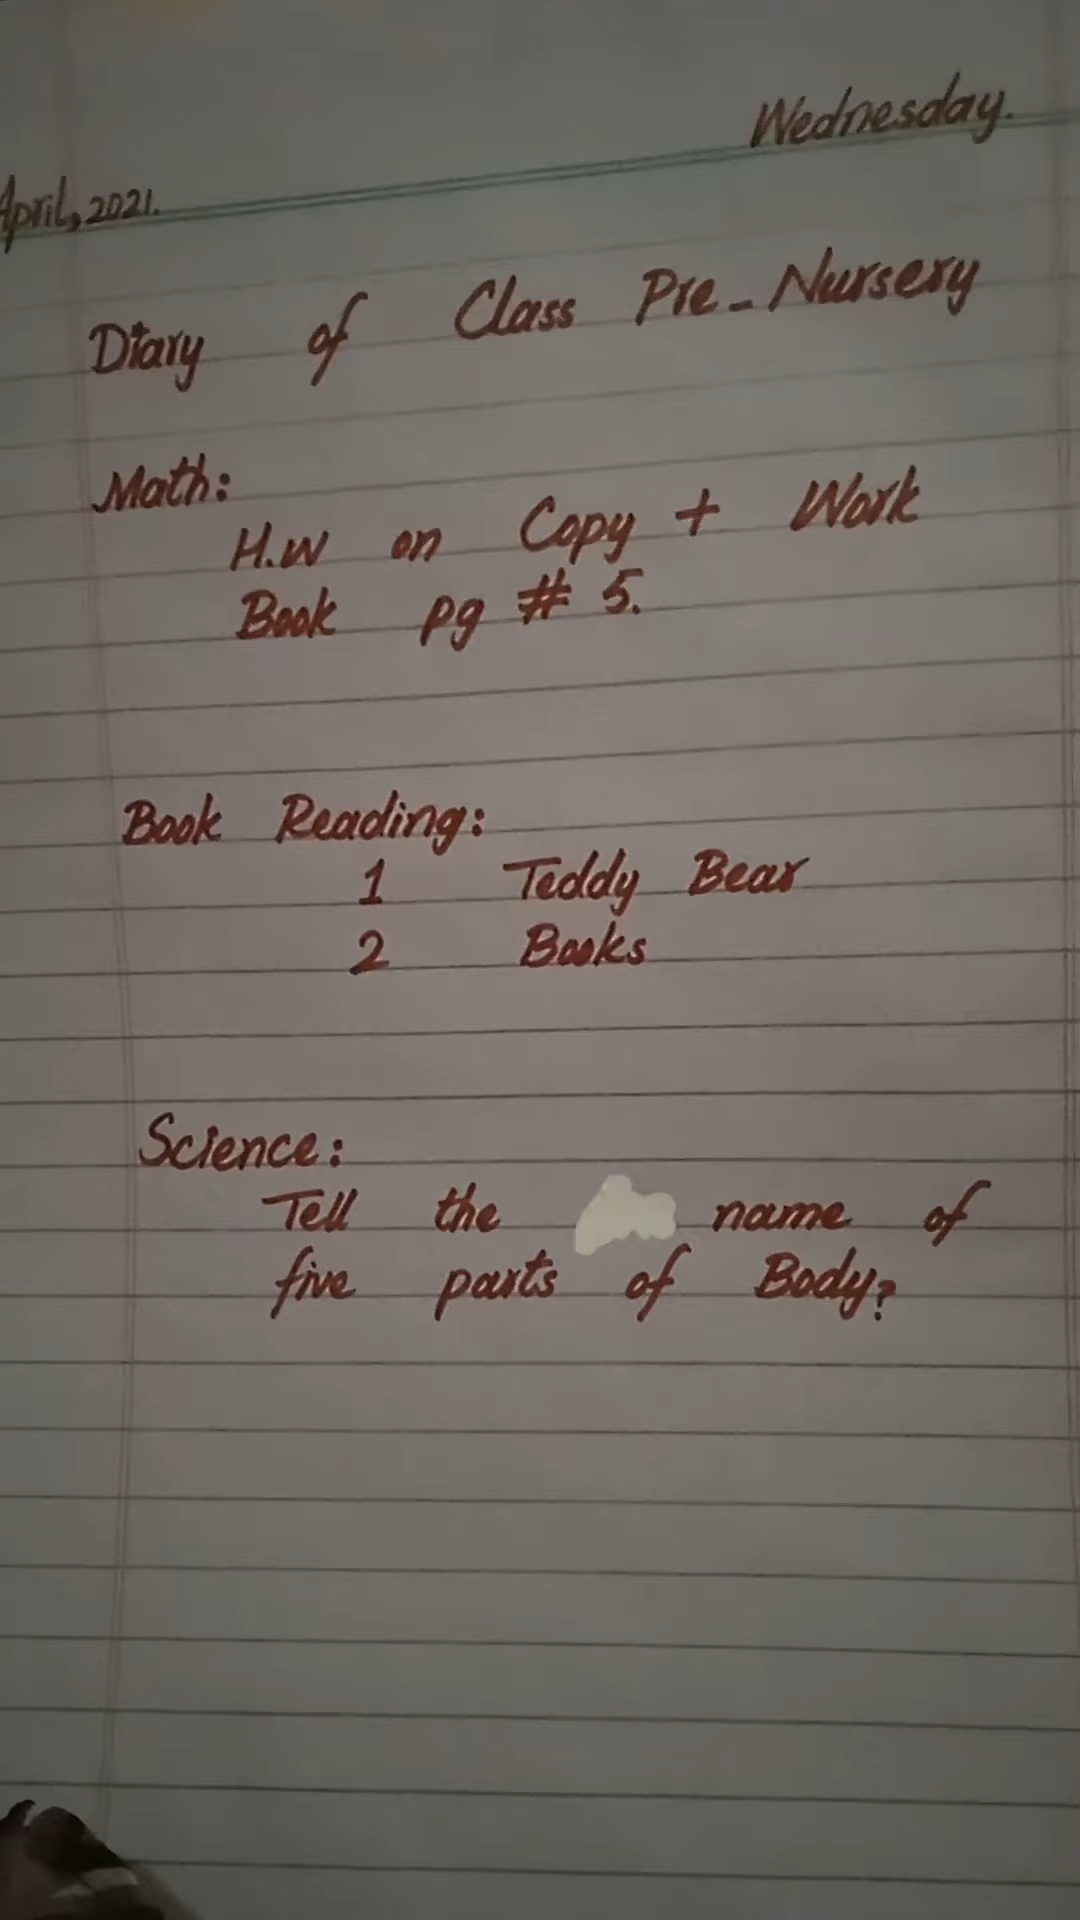 Wednesday.
April, 2021.
Diary of Class Pre-Nursery
Math:
H.W on Copy + Work
Book pg # 5.
Book Reading:
1 Teddy Bear
2 Books
Science:
Tell the name of
five parts of Body?